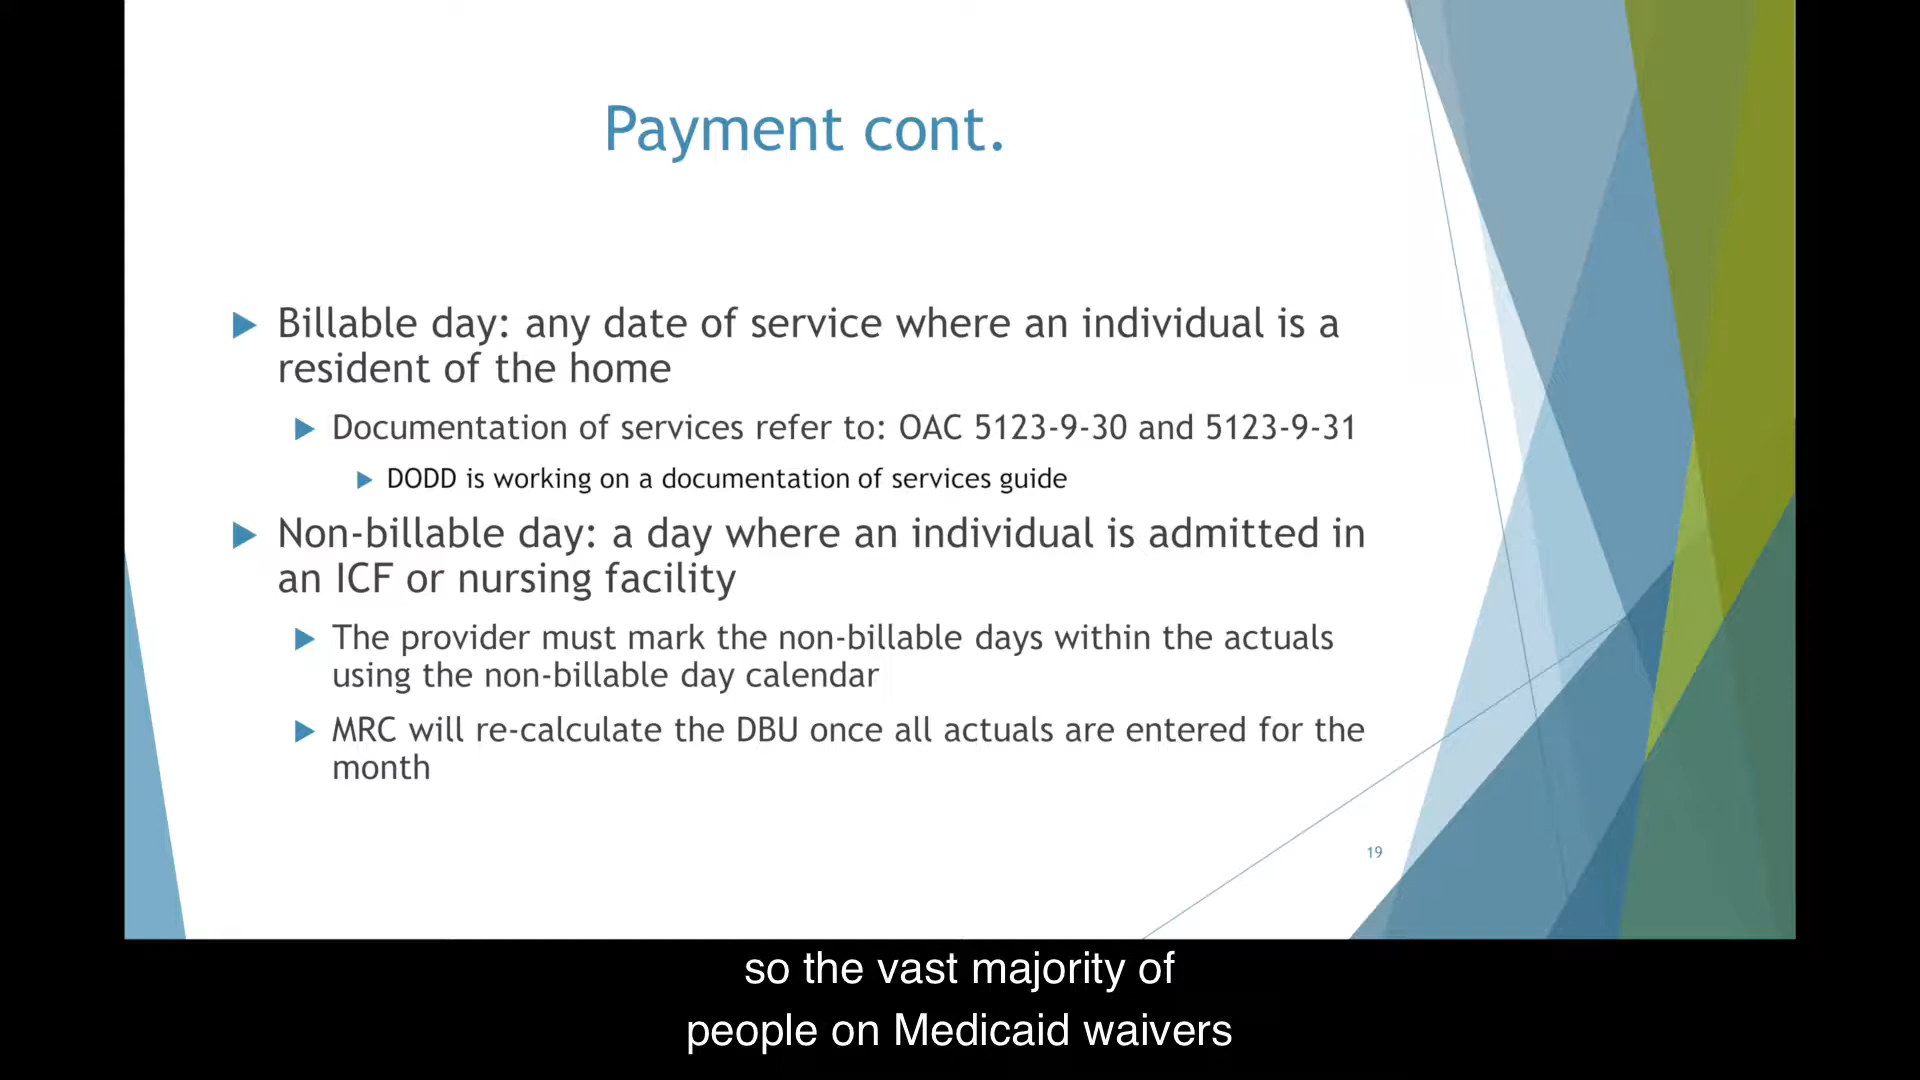 Payment cont.
Billable day: any date of service where an individual is a
resident of the home
Documentation of services refer to: OAC 5123-9-30 and 5123-9-31
DODD is working on a documentation of services guide
Non-billable day: a day where an individual is admitted in
an ICF or nursing facility
The provider must mark the non-billable days within the actuals
using the non-billable day calendar
MRC will re-calculate the DBU once all actuals are entered for the
month
19
so the vast majority of
people on Medicaid waivers